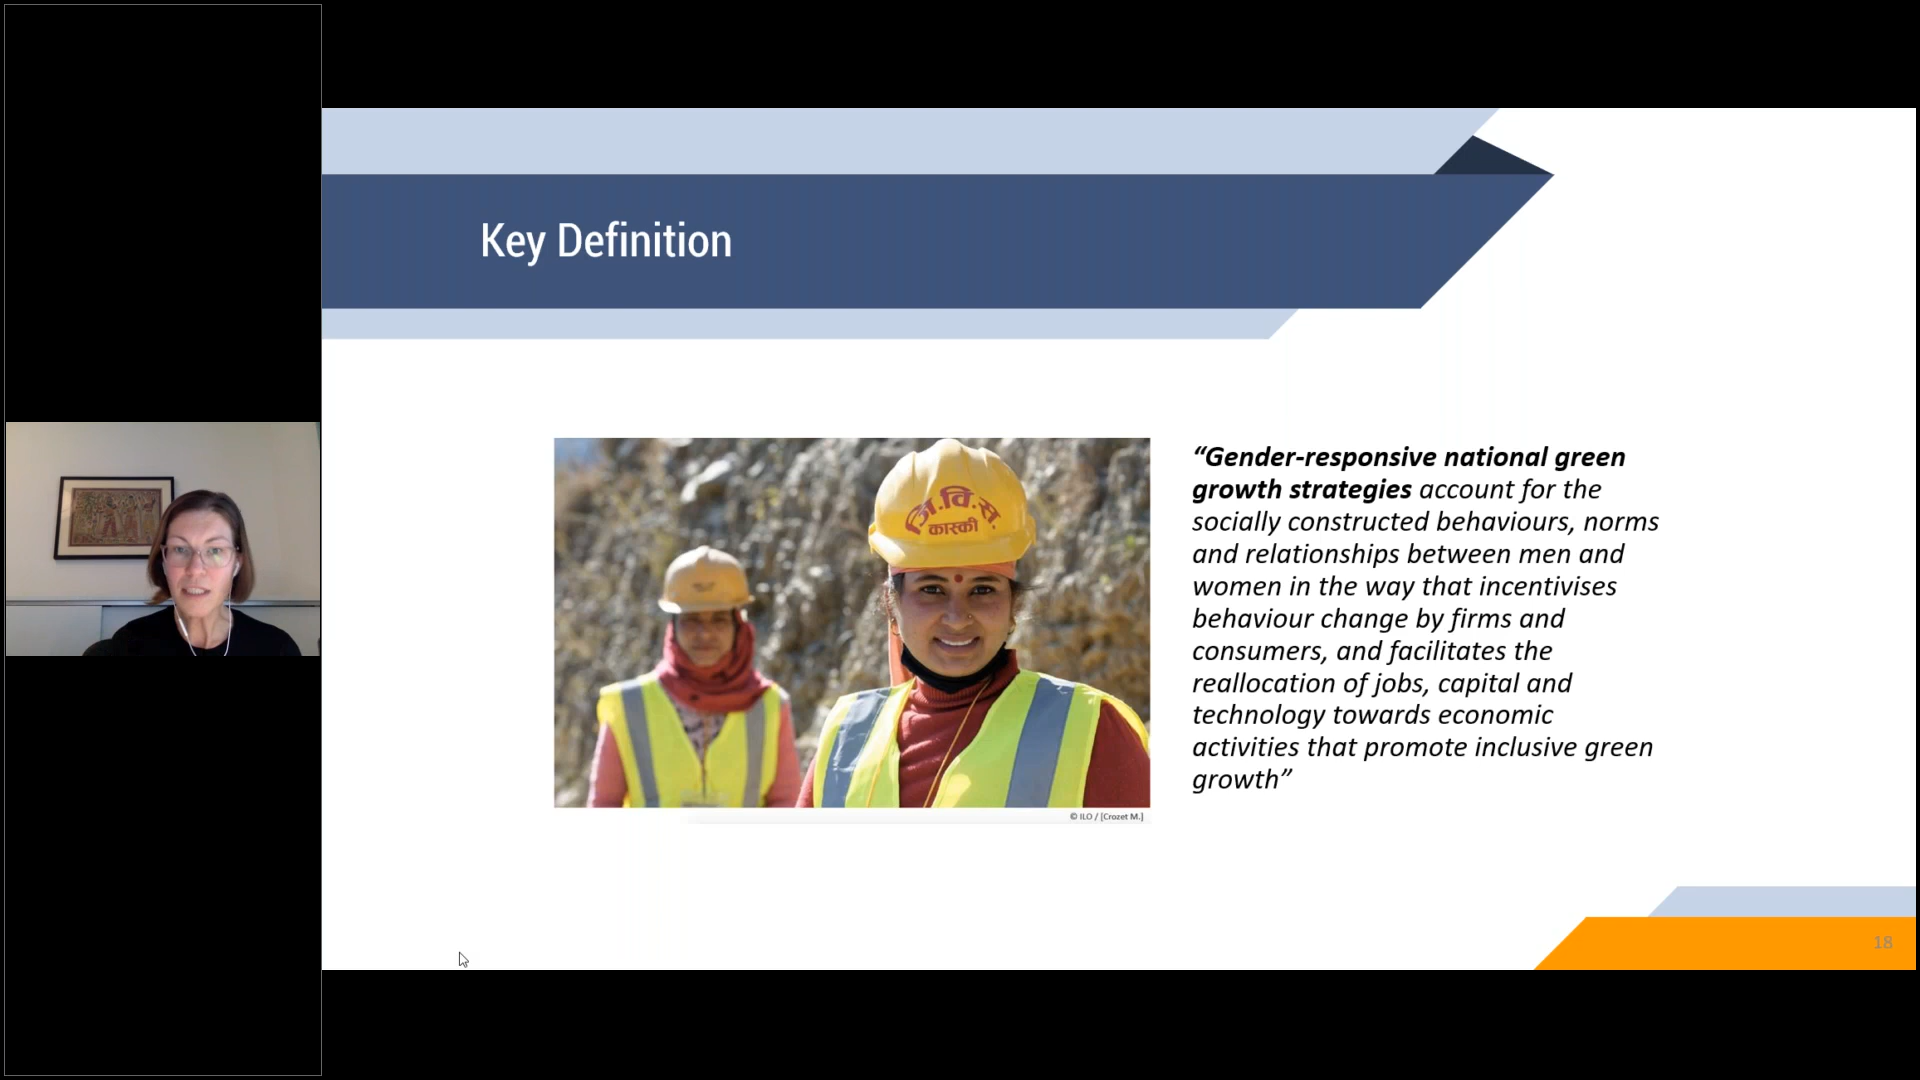 Key Definition
जि.वि.स.
कास्की
© ILO / [Crozet M.]
“Gender-responsive national green
growth strategies account for the
socially constructed behaviours, norms
and relationships between men and
women in the way that incentivises
behaviour change by firms and
consumers, and facilitates the
reallocation of jobs, capital and
technology towards economic
activities that promote inclusive green
growth”
18